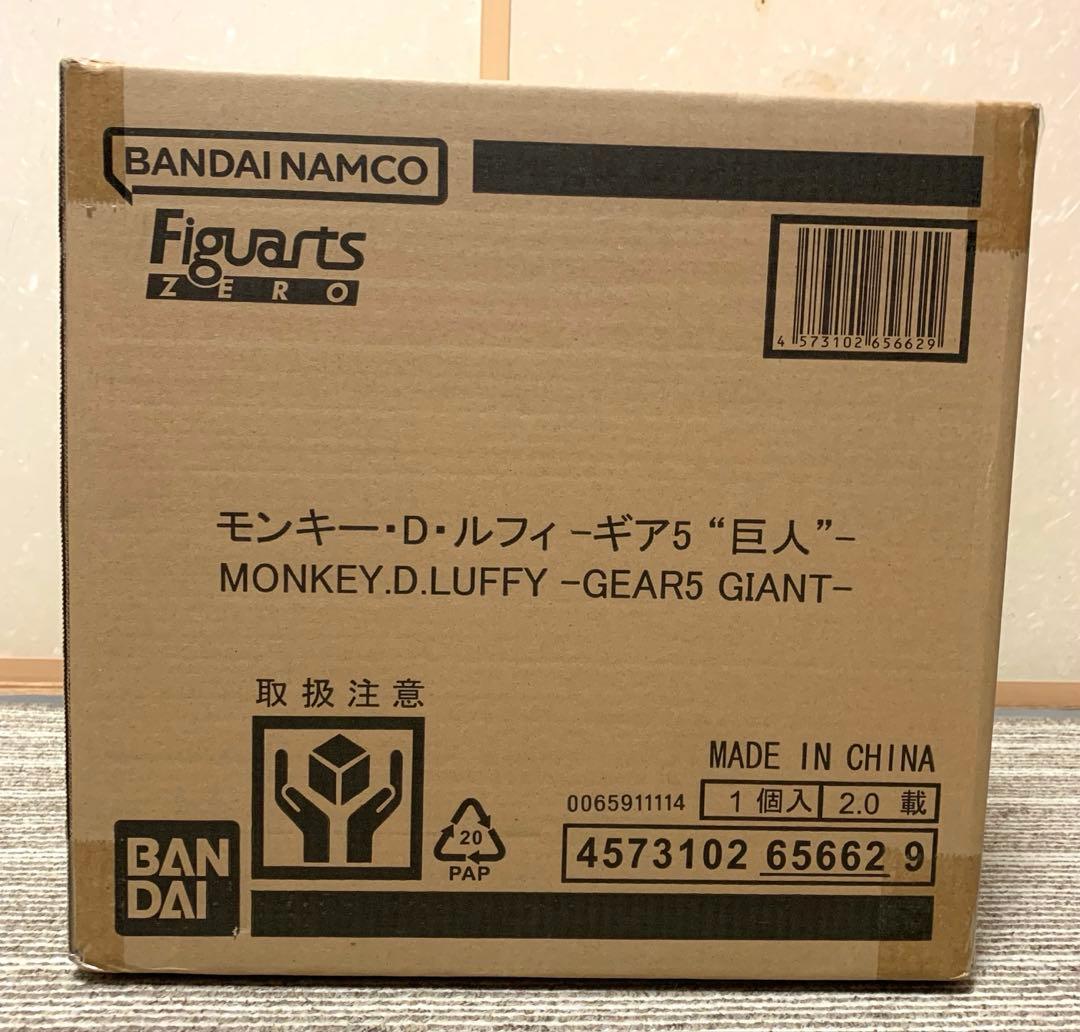 BANDAI NAMCO
Figuarts
ZERO
4 573102 656629
モンキー・D・ルフィ -ギア5 “巨人”-
MONKEY.D.LUFFY -GEAR5 GIANT-
取扱注意
MADE IN CHINA
0065911114
1個入 2.0 載
4573102 65662 9
20
PAP
BAN
DAI